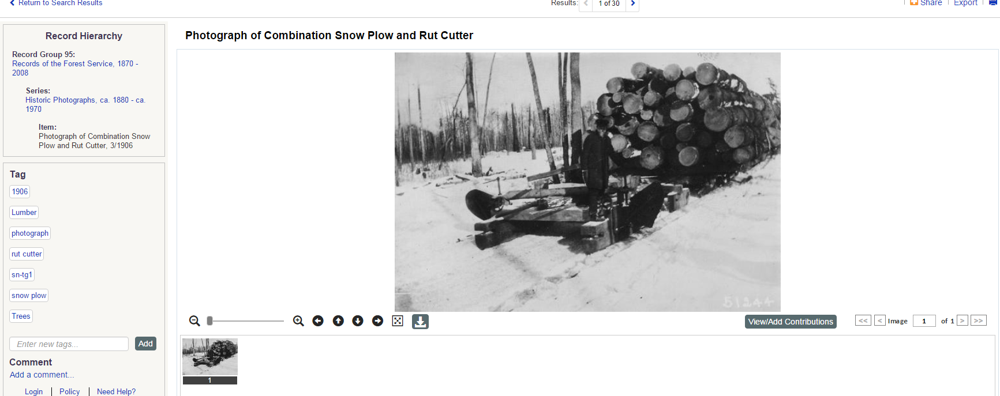 Return to Search Results
Results: 1 of 30
Share
Export
Record Hierarchy
Record Group 95:
Records of the Forest Service, 1870 -
2008
Series:
Historic Photographs, ca. 1880 - ca.
1970
Item:
Photograph of Combination Snow
Plow and Rut Cutter, 3/1906
Tag
1906
Lumber
photograph
rut cutter
sn-tg1
snow plow
Trees
Enter new tags...
Add
Comment
Add a comment...
Login
Policy
Need Help?
Photograph of Combination Snow Plow and Rut Cutter
51244
View/Add Contributions
<< < Image 1 of 1 > >>
1